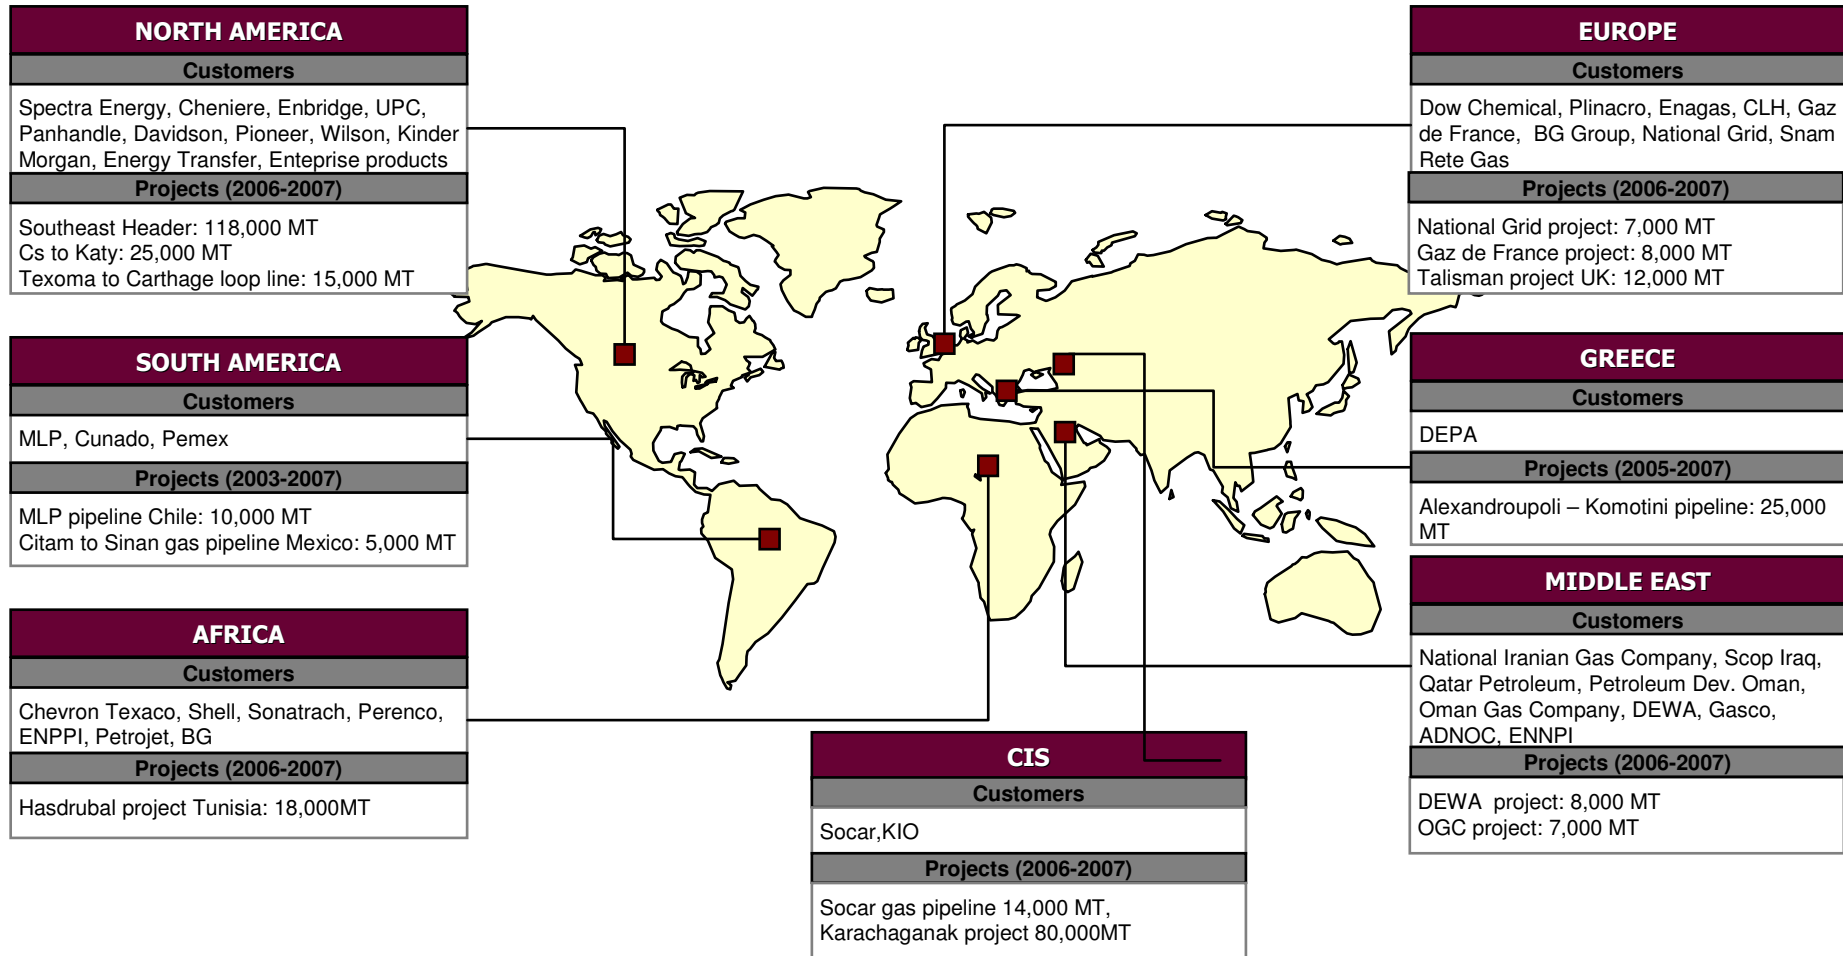 NORTH AMERICA
Customers
Spectra Energy, Cheniere, Enbridge, UPC,
Panhandle, Davidson, Pioneer, Wilson, Kinder
Morgan, Energy Transfer, Enteprise products
Projects (2006-2007)
Southeast Header: 118,000 MT
Cs to Katy: 25,000 MT
Texoma to Carthage loop line: 15,000 MT
SOUTH AMERICA
Customers
MLP, Cunado, Pemex
Projects (2003-2007)
MLP pipeline Chile: 10,000 MT
Citam to Sinan gas pipeline Mexico: 5,000 MT
AFRICA
Customers
Chevron Texaco, Shell, Sonatrach, Perenco,
ENPPI, Petrojet, BG
Projects (2006-2007)
Hasdrubal project Tunisia: 18,000MT
CIS
Customers
Socar,KIO
Projects (2006-2007)
Socar gas pipeline 14,000 MT,
Karachaganak project 80,000MT
EUROPE
Customers
Dow Chemical, Plinacro, Enagas, CLH, Gaz
de France,  BG Group, National Grid, Snam
Rete Gas
Projects (2006-2007)
National Grid project: 7,000 MT
Gaz de France project: 8,000 MT
Talisman project UK: 12,000 MT
GREECE
Customers
DEPA
Projects (2005-2007)
Alexandroupoli – Komotini pipeline: 25,000
MT
MIDDLE EAST
Customers
National Iranian Gas Company, Scop Iraq,
Qatar Petroleum, Petroleum Dev. Oman,
Oman Gas Company, DEWA, Gasco,
ADNOC, ENNPI
Projects (2006-2007)
DEWA  project: 8,000 MT
OGC project: 7,000 MT